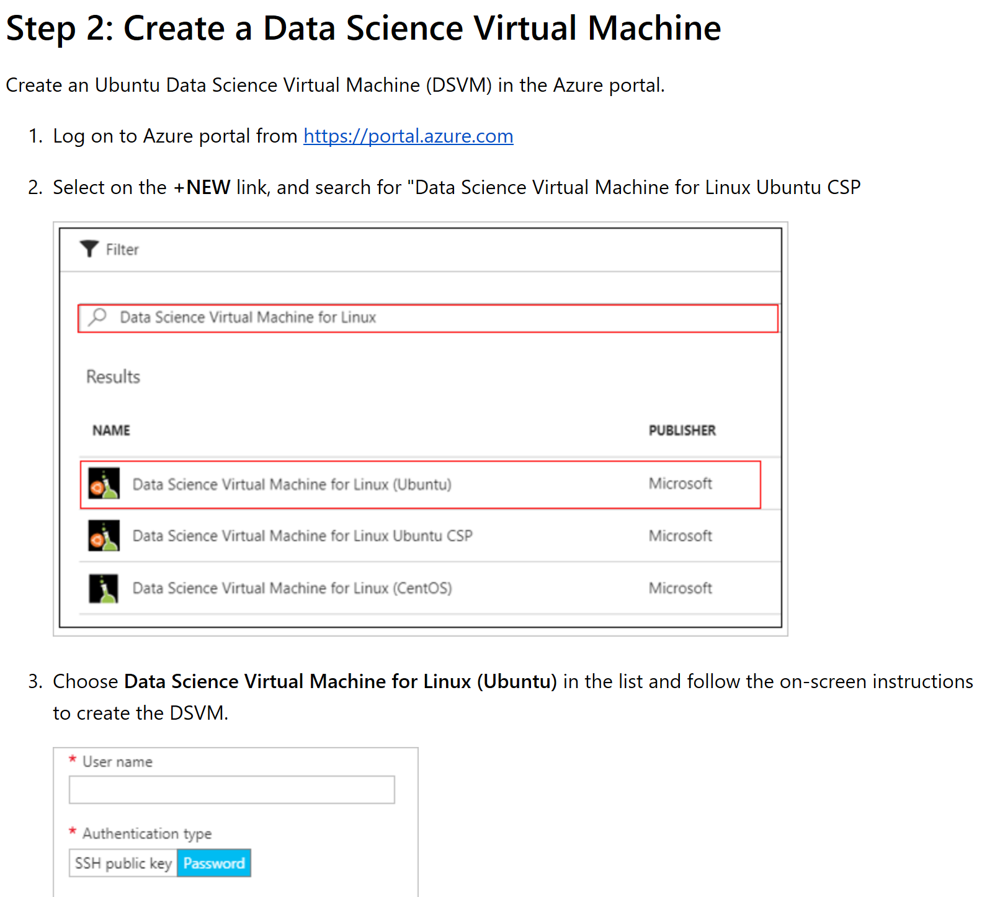 Step 2: Create a Data Science Virtual Machine
Create an Ubuntu Data Science Virtual Machine (DSVM) in the Azure portal.
1. Log on to Azure portal from https://portal.azure.com
2. Select on the +NEW link, and search for "Data Science Virtual Machine for Linux Ubuntu CSP
Filter
Data Science Virtual Machine for Linux
Results
NAME PUBLISHER
Data Science Virtual Machine for Linux (Ubuntu) Microsoft
Data Science Virtual Machine for Linux Ubuntu CSP Microsoft
Data Science Virtual Machine for Linux (CentOS) Microsoft
3. Choose Data Science Virtual Machine for Linux (Ubuntu) in the list and follow the on-screen instructions
to create the DSVM.
* User name
* Authentication type
SSH public key Password